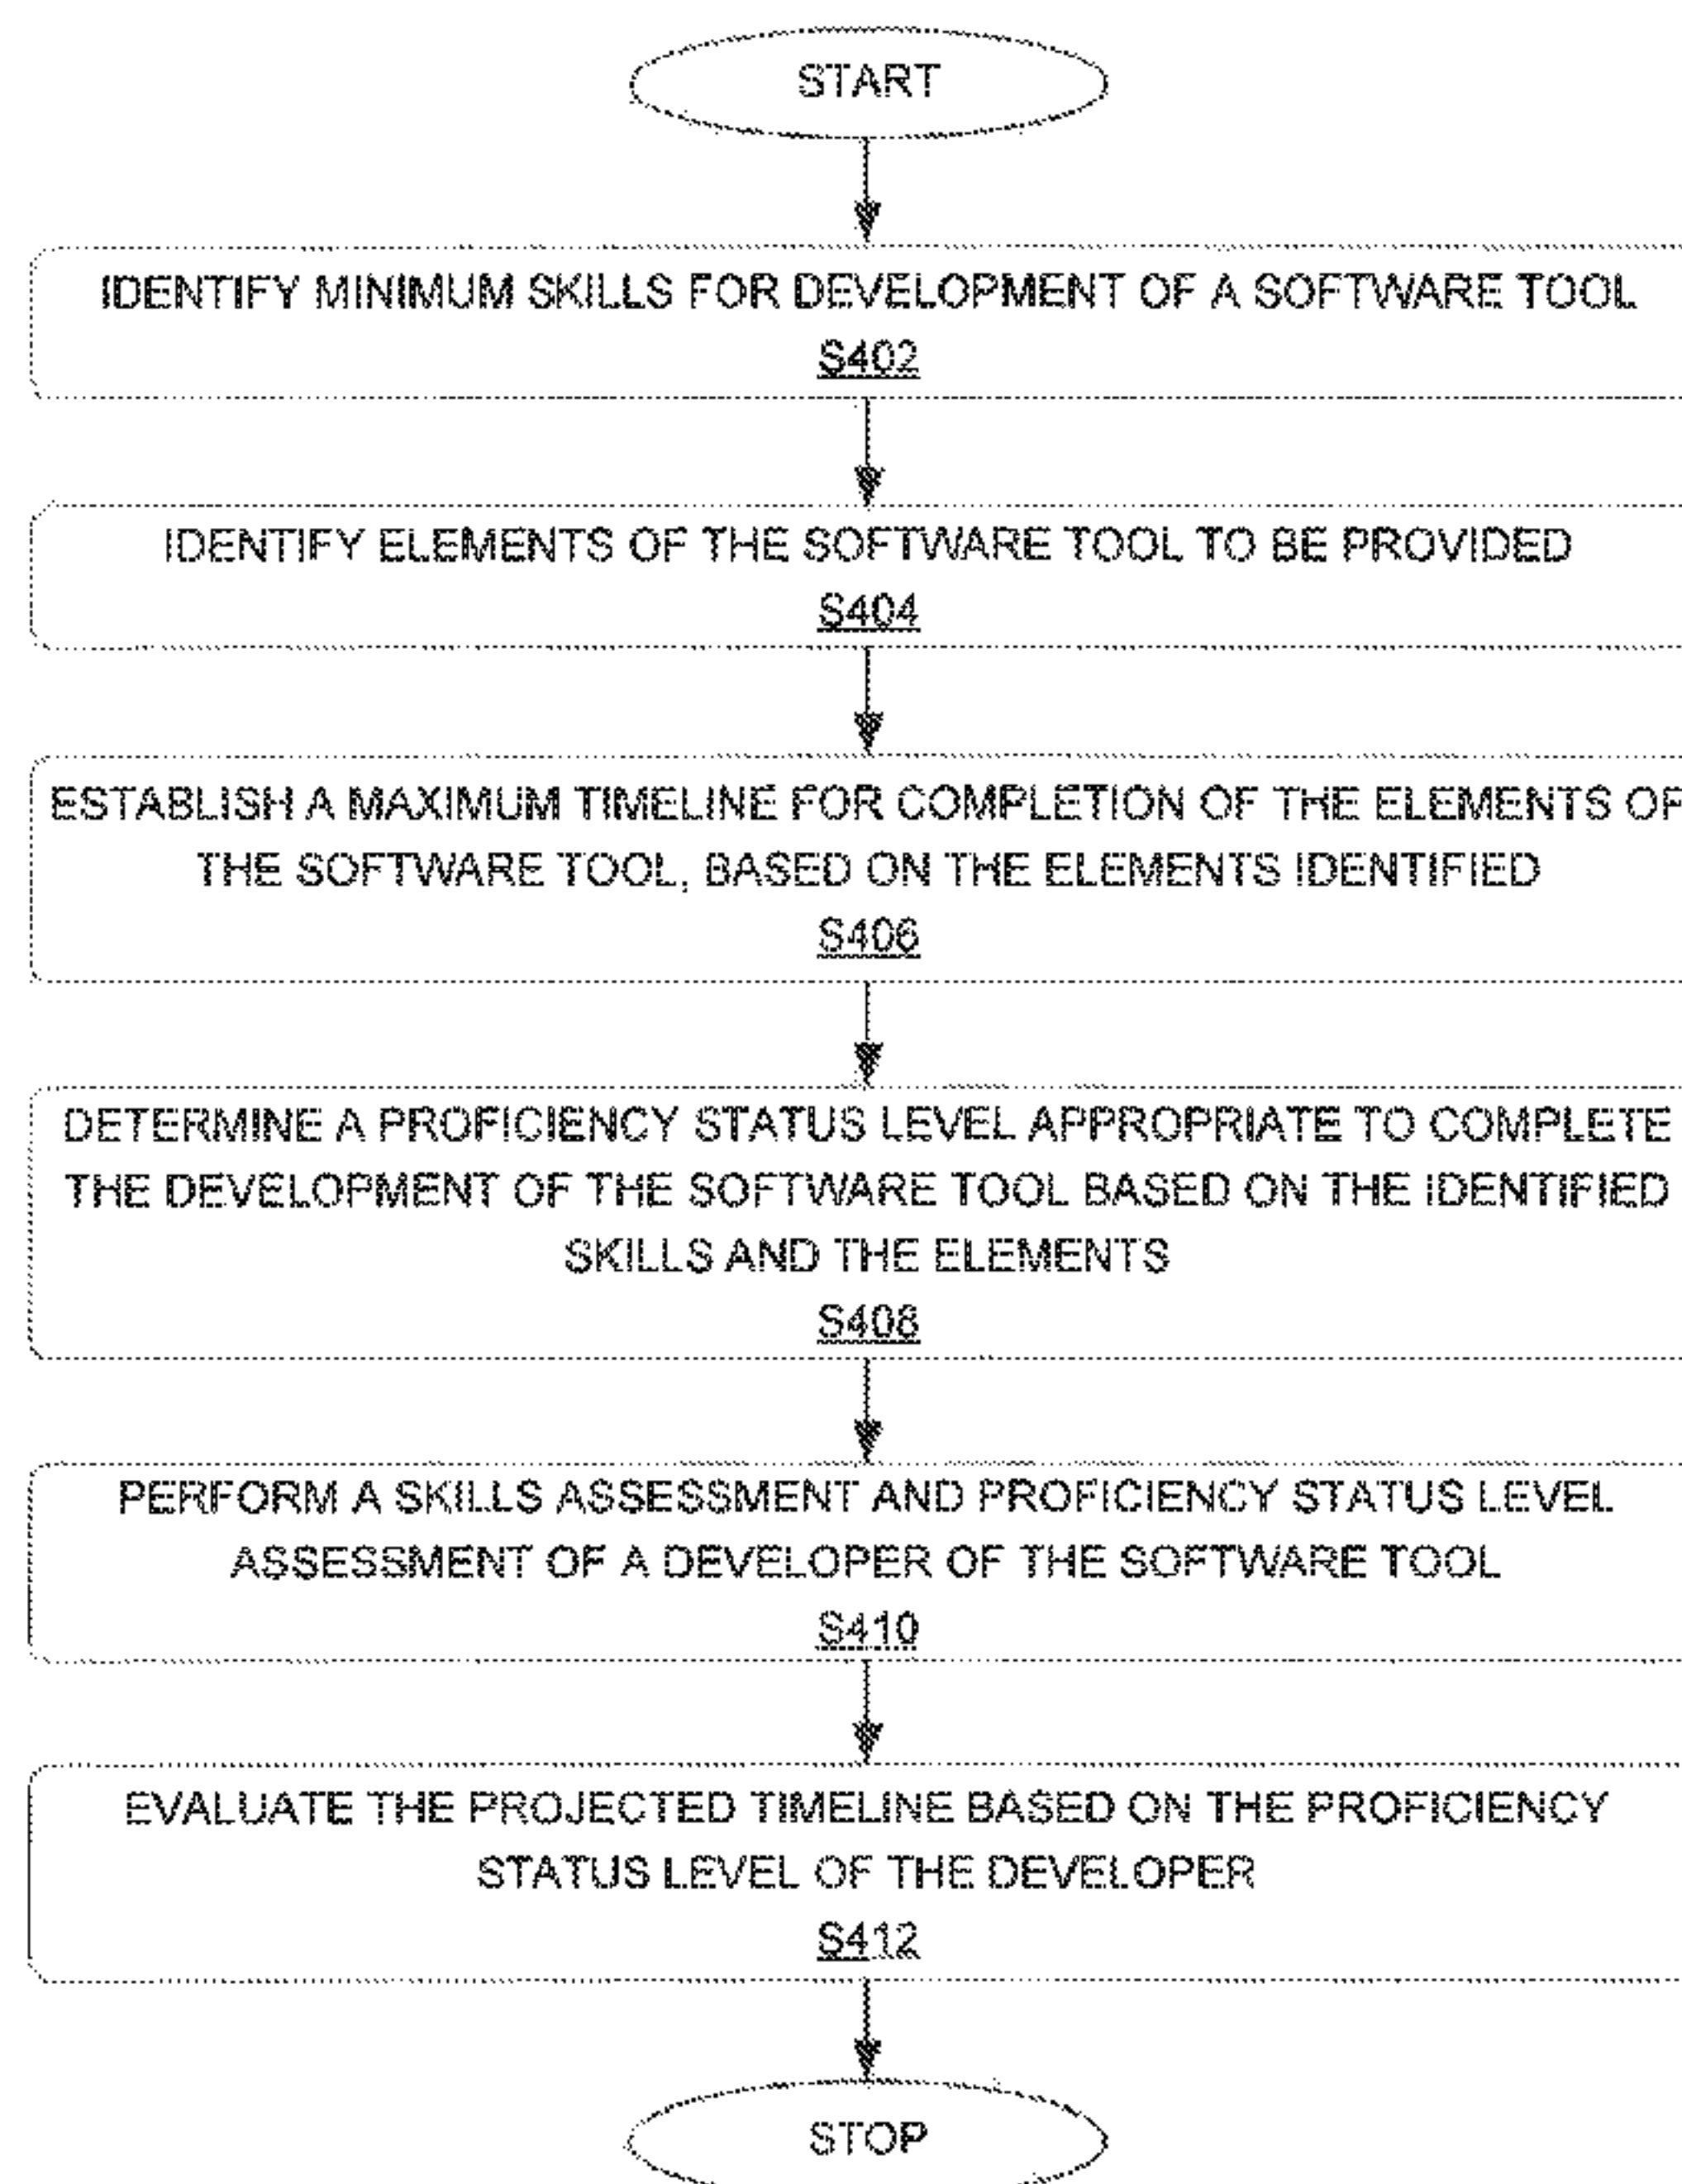 START
IDENTIFY MINIMUM SKILLS FOR DEVELOPMENT OF A SOFTWARE TOOL
S402
IDENTIFY ELEMENTS OF THE SOFTWARE TOOL TO BE PROVIDED
S404
ESTABLISH A MAXIMUM TIMELINE FOR COMPLETION OF THE ELEMENTS OF
THE SOFTWARE TOOL, BASED ON THE ELEMENTS IDENTIFIED
S406
DETERMINE A PROFICIENCY STATUS LEVEL APPROPRIATE TO COMPLETE
THE DEVELOPMENT OF THE SOFTWARE TOOL BASED ON THE IDENTIFIED
SKILLS AND THE ELEMENTS
S408
PERFORM A SKILLS ASSESSMENT AND PROFICIENCY STATUS LEVEL
ASSESSMENT OF A DEVELOPER OF THE SOFTWARE TOOL
S410
EVALUATE THE PROJECTED TIMELINE BASED ON THE PROFICIENCY
STATUS LEVEL OF THE DEVELOPER
S412
STOP